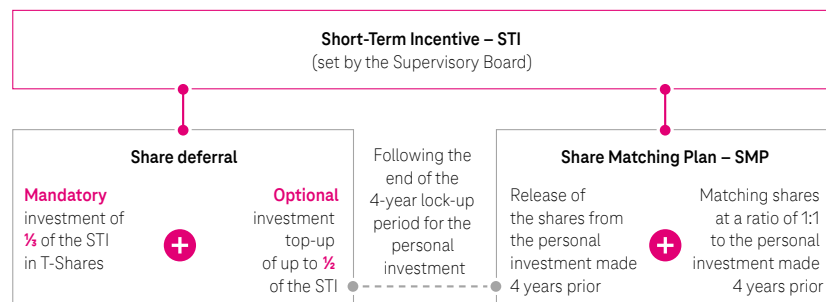 Short-Term Incentive – STI
(set by the Supervisory Board)
Share deferral
Mandatory
investment of
⅓ of the STI
in T-Shares
Optional
investment
top-up
of up to ½
of the STI
Following the
end of the
4-year lock-up
period for the
personal
investment
Share Matching Plan – SMP
Release of
the shares from
the personal
investment made
4 years prior
Matching shares
at a ratio of 1:1
to the personal
investment made
4 years prior